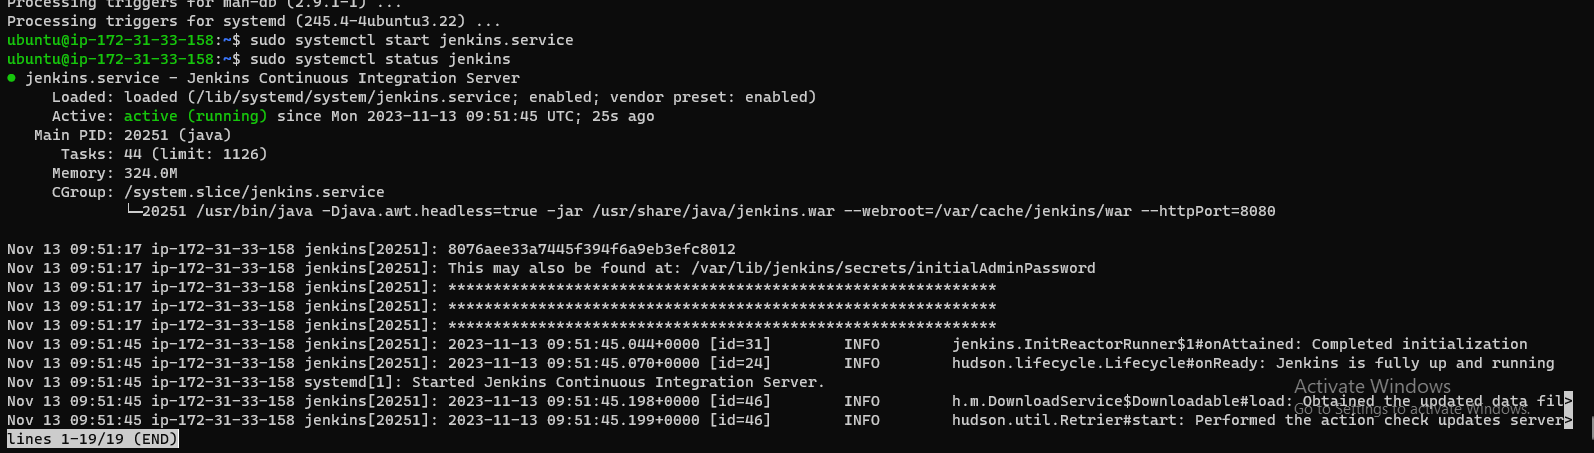 Processing triggers for man-db (2.9.1-1) ...
Processing triggers for systemd (245.4-4ubuntu3.22) ...
ubuntu@ip-172-31-33-158:~$ sudo systemctl start jenkins.service
ubuntu@ip-172-31-33-158:~$ sudo systemctl status jenkins
● jenkins.service - Jenkins Continuous Integration Server
     Loaded: loaded (/lib/systemd/system/jenkins.service; enabled; vendor preset: enabled)
     Active: active (running) since Mon 2023-11-13 09:51:45 UTC; 25s ago
   Main PID: 20251 (java)
      Tasks: 44 (limit: 1126)
     Memory: 324.0M
     CGroup: /system.slice/jenkins.service
             └─20251 /usr/bin/java -Djava.awt.headless=true -jar /usr/share/java/jenkins.war --webroot=/var/cache/jenkins/war --httpPort=8080
Nov 13 09:51:17 ip-172-31-33-158 jenkins[20251]: 8076aee33a7445f394f6a9eb3efc8012
Nov 13 09:51:17 ip-172-31-33-158 jenkins[20251]: This may also be found at: /var/lib/jenkins/secrets/initialAdminPassword
Nov 13 09:51:17 ip-172-31-33-158 jenkins[20251]: *************************************************************
Nov 13 09:51:17 ip-172-31-33-158 jenkins[20251]: *************************************************************
Nov 13 09:51:17 ip-172-31-33-158 jenkins[20251]: *************************************************************
Nov 13 09:51:45 ip-172-31-33-158 jenkins[20251]: 2023-11-13 09:51:45.044+0000 [id=31]        INFO        jenkins.InitReactorRunner$1#onAttained: Completed initialization
Nov 13 09:51:45 ip-172-31-33-158 jenkins[20251]: 2023-11-13 09:51:45.070+0000 [id=24]        INFO        hudson.lifecycle.Lifecycle#onReady: Jenkins is fully up and running
Nov 13 09:51:45 ip-172-31-33-158 systemd[1]: Started Jenkins Continuous Integration Server.
Nov 13 09:51:45 ip-172-31-33-158 jenkins[20251]: 2023-11-13 09:51:45.198+0000 [id=46]        INFO        h.m.DownloadService$Downloadable#load: Obtained the updated data fil>
Nov 13 09:51:45 ip-172-31-33-158 jenkins[20251]: 2023-11-13 09:51:45.199+0000 [id=46]        INFO        hudson.util.Retrier#start: Performed the action check updates server>
lines 1-19/19 (END)
Activate Windows
Go to Settings to activate Windows.